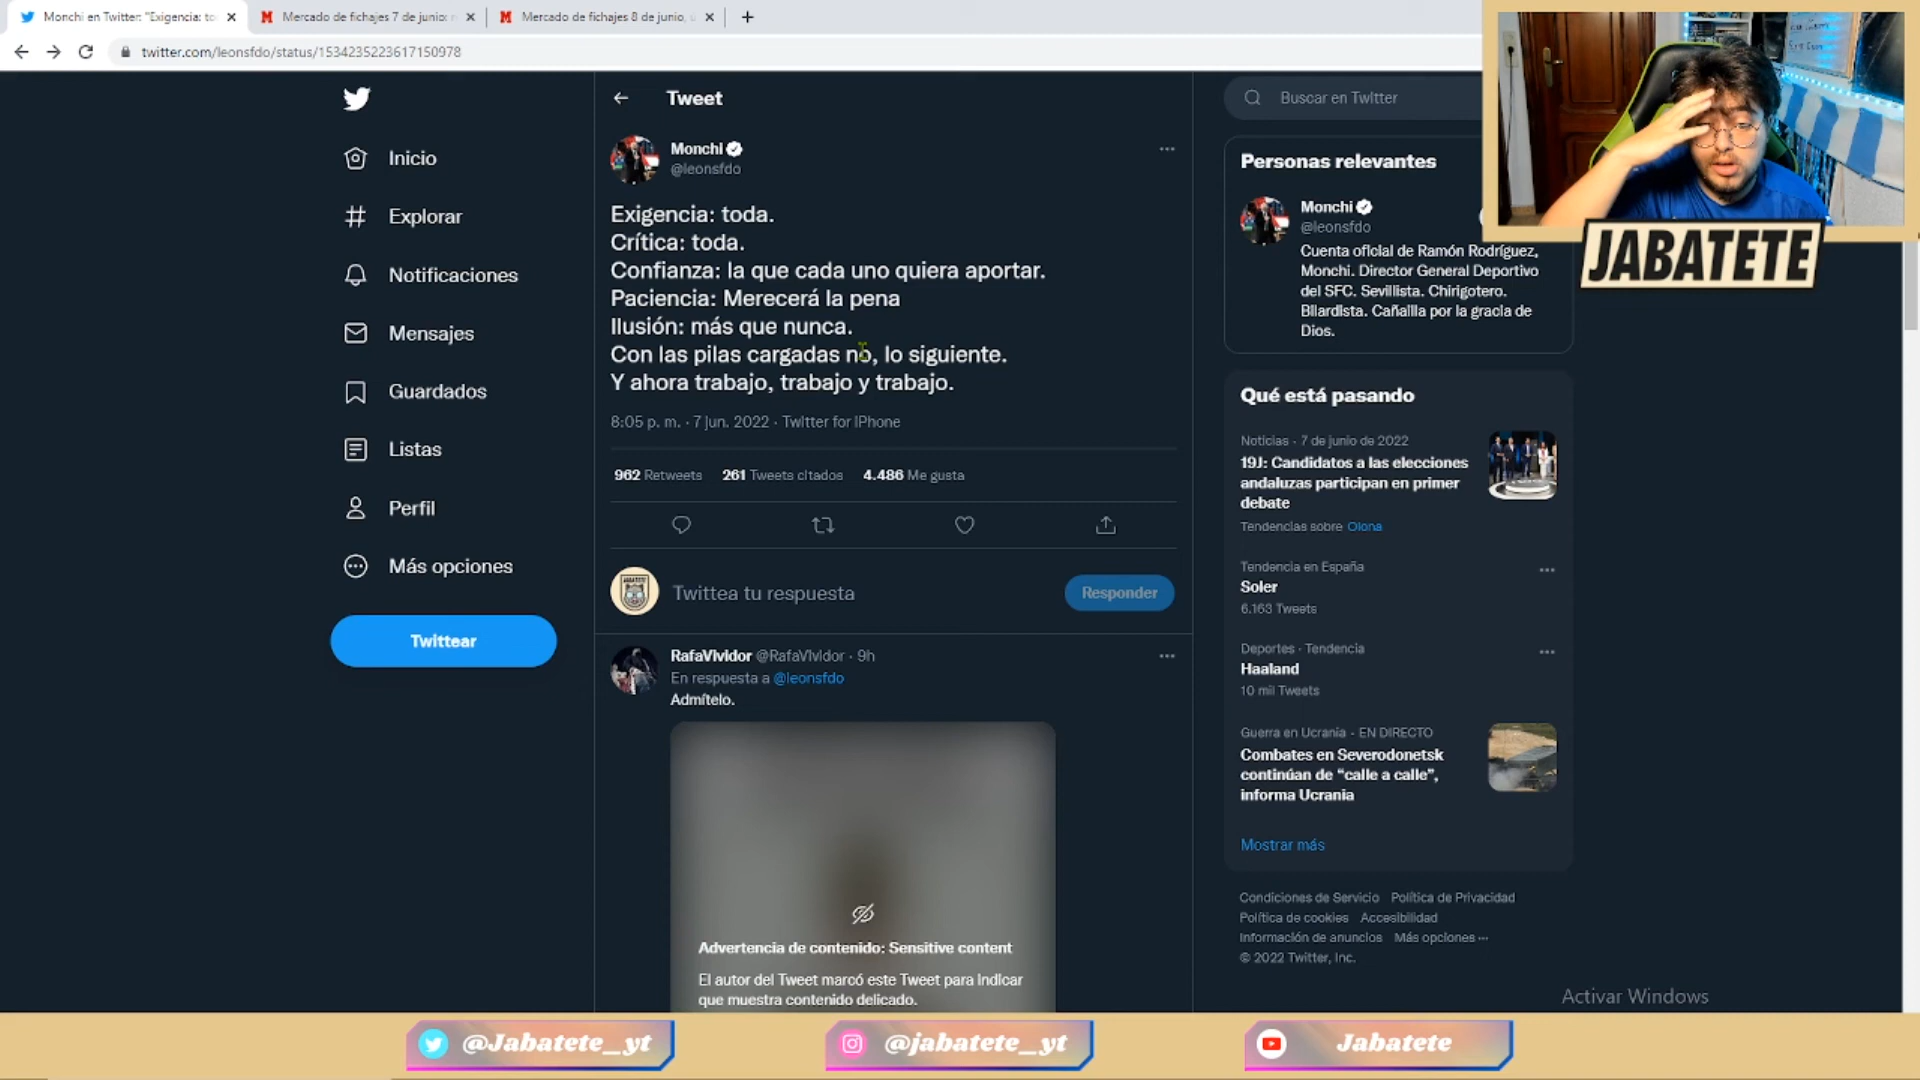 Monchi en Twitter: "Exigencia: to
Mercado de fichajes 7 de junio:
Mercado de fichajes 8 de junio,
twitter.com/leonsfdo/status/1534235223617150978
Inicio
Explorar
Notificaciones
Mensajes
Guardados
Listas
Perfil
Más opciones
Twittear
Tweet
Monchi
@leonsfdo
Exigencia: toda.
Crítica: toda.
Confianza: la que cada uno quiera aportar.
Paciencia: Merecerá la pena
Ilusión: más que nunca.
Con las pilas cargadas no, lo siguiente.
Y ahora trabajo, trabajo y trabajo.
8:05 p. m. · 7 jun. 2022 · Twitter for iPhone
962 Retweets 261 Tweets citados 4.486 Me gusta
Twittea tu respuesta
Responder
RafaVividor @RafaVividor · 9h
En respuesta a @leonsfdo
Admítelo.
Advertencia de contenido: Sensitive content
El autor del Tweet marcó este Tweet para indicar
que muestra contenido delicado.
Buscar en Twitter
Personas relevantes
Monchi
@leonsfdo
Cuenta oficial de Ramón Rodríguez,
Monchi. Director General Deportivo
del SFC. Sevillista. Chirigotero.
Bilardista. Cañailla por la gracia de
Dios.
Qué está pasando
Noticias · 7 de junio de 2022
19J: Candidatos a las elecciones
andaluzas participan en primer
debate
Tendencias sobre Olona
Tendencia en España
Soler
6.163 Tweets
Deportes · Tendencia
Haaland
10 mil Tweets
Guerra en Ucrania · EN DIRECTO
Combates en Severodonetsk
continúan de "calle a calle",
informa Ucrania
Mostrar más
Condiciones de Servicio Política de Privacidad
Política de cookies Accesibilidad
Información de anuncios Más opciones ···
© 2022 Twitter, Inc.
JABATETE
Activar Windows
@Jabatete_yt
@jabatete_yt
Jabatete